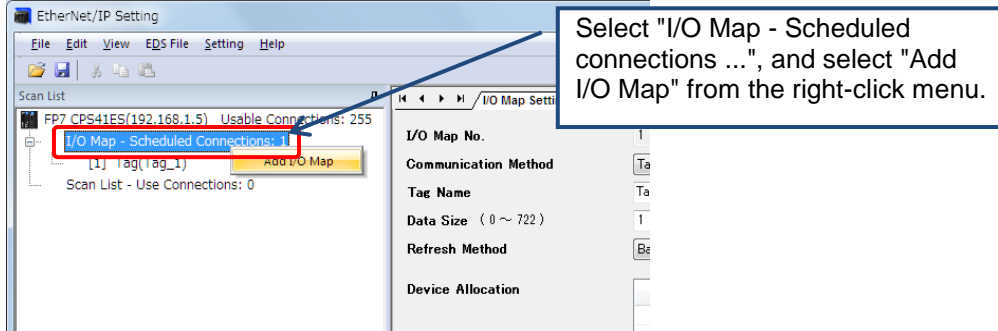 EtherNet/IP Setting
File Edit View EDS File Setting Help
Select "I/O Map - Scheduled
connections ...", and select "Add
I/O Map" from the right-click menu.
Scan List
I/O Map Setti
FP7 CPS41ES(192.168.1.5) Usable Connections: 255
I/O Map - Scheduled Connections: 1
[1] Tag(Tag_1)
Add I/O Map
Scan List - Use Connections: 0
I/O Map No. 1
Communication Method Ta
Tag Name Ta
Data Size ( 0 ~ 722 ) 1
Refresh Method Ba
Device Allocation